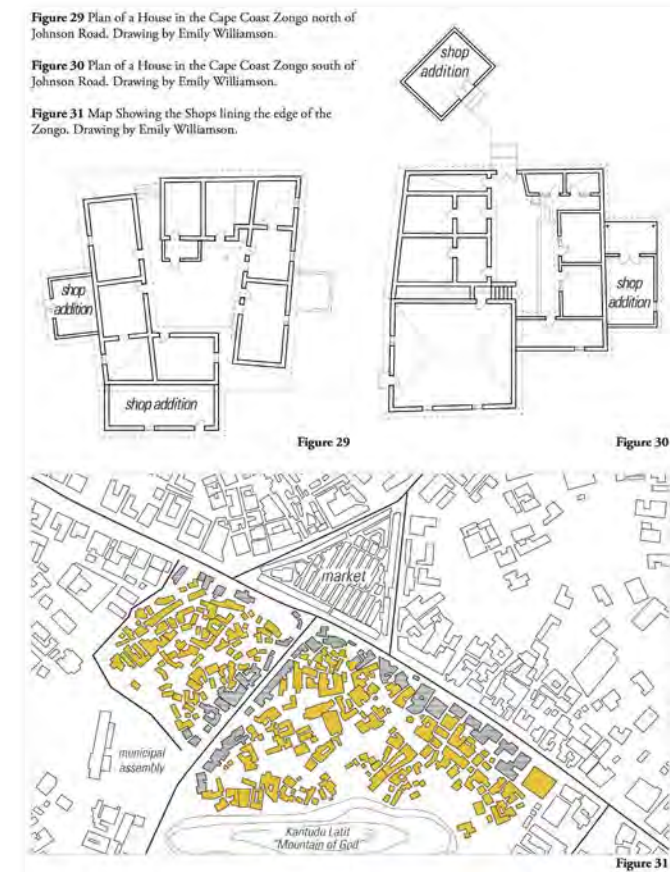 Figure 29 Plan of a House in the Cape Coast Zongo north of
Johnson Road. Drawing by Emily Williamson.
Figure 30 Plan of a House in the Cape Coast Zongo south of
Johnson Road. Drawing by Emily Williamson.
Figure 31 Map Showing the Shops lining the edge of the
Zongo. Drawing by Emily Williamson.
shop
addition
shop
addition
shop addition
shop
addition
Figure 29
Figure 30
market
municipal
assembly
Kantudu Latit
"Mountain of God"
Figure 31